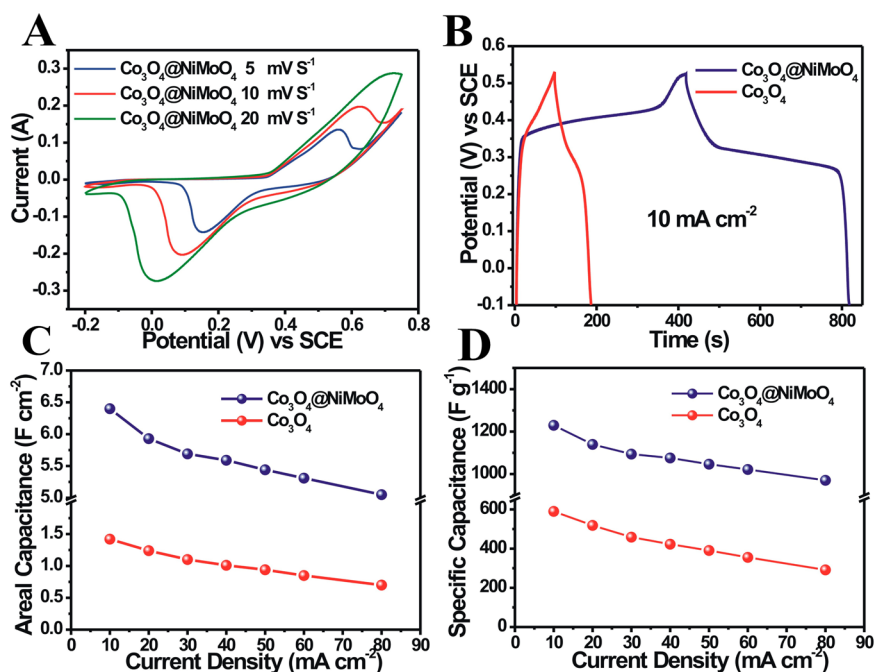 A
Co₃O₄@NiMoO₄ 5 mV S⁻¹
Co₃O₄@NiMoO₄ 10 mV S⁻¹
Co₃O₄@NiMoO₄ 20 mV S⁻¹
Current (A)
0.3
0.2
0.1
0.0
-0.1
-0.2
-0.3
-0.2 0.0 0.2 0.4 0.6 0.8
Potential (V) vs SCE
B
Co₃O₄@NiMoO₄
Co₃O₄
10 mA cm⁻²
Potential (V) vs SCE
0.6
0.5
0.4
0.3
0.2
0.1
0.0
-0.1
0 200 400 600 800
Time (s)
C
Co₃O₄@NiMoO₄
Co₃O₄
Areal Capacitance (F cm⁻²)
7.0
6.5
6.0
5.5
5.0
1.5
1.0
0.5
0.0
0 10 20 30 40 50 60 70 80 90
Current Density (mA cm⁻²)
D
Co₃O₄@NiMoO₄
Co₃O₄
Specific Capacitance (F g⁻¹)
1400
1200
1000
600
400
200
0
0 10 20 30 40 50 60 70 80 90
Current Density (mA cm⁻²)